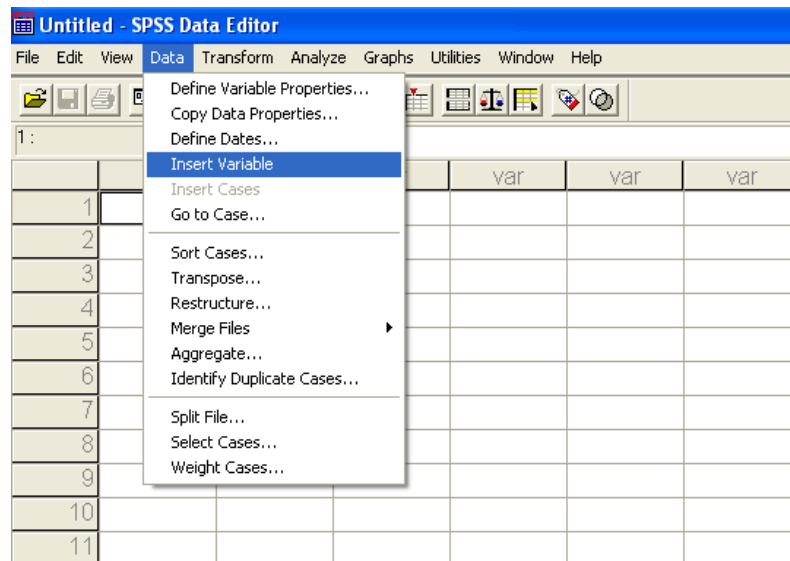 Untitled - SPSS Data Editor
File Edit View Data Transform Analyze Graphs Utilities Window Help
1 :
Define Variable Properties...
Copy Data Properties...
Define Dates...
Insert Variable
Insert Cases
Go to Case...
Sort Cases...
Transpose...
Restructure...
Merge Files
Aggregate...
Identify Duplicate Cases...
Split File...
Select Cases...
Weight Cases...
var var var
1
2
3
4
5
6
7
8
9
10
11